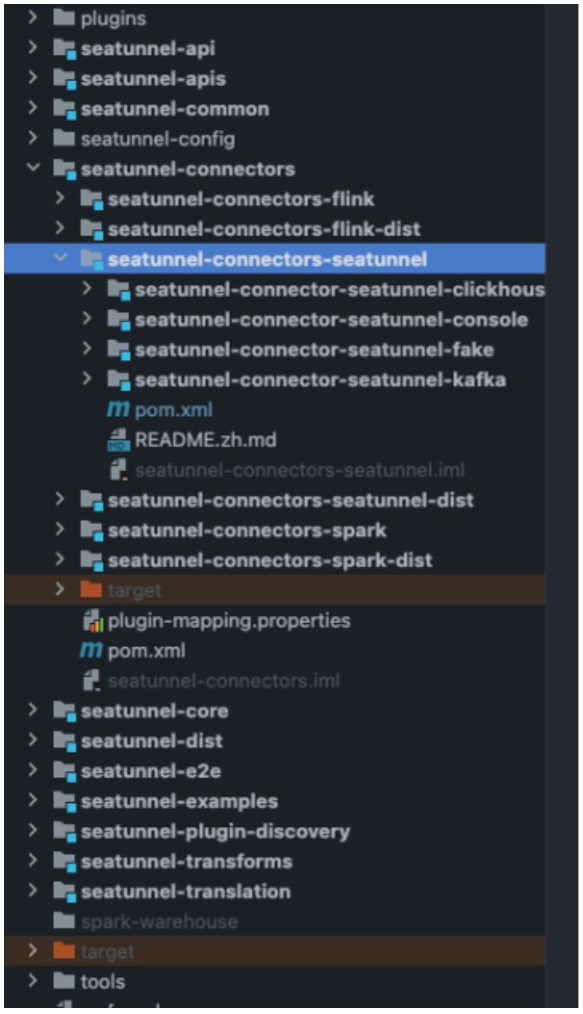 plugins
seatunnel-api
seatunnel-apis
seatunnel-common
seatunnel-config
seatunnel-connectors
seatunnel-connectors-flink
seatunnel-connectors-flink-dist
seatunnel-connectors-seatunnel
seatunnel-connector-seatunnel-clickhous
seatunnel-connector-seatunnel-console
seatunnel-connector-seatunnel-fake
seatunnel-connector-seatunnel-kafka
m pom.xml
MD README.zh.md
seatunnel-connectors-seatunnel.iml
seatunnel-connectors-seatunnel-dist
seatunnel-connectors-spark
seatunnel-connectors-spark-dist
target
plugin-mapping.properties
m pom.xml
seatunnel-connectors.iml
seatunnel-core
seatunnel-dist
seatunnel-e2e
seatunnel-examples
seatunnel-plugin-discovery
seatunnel-transforms
seatunnel-translation
spark-warehouse
target
tools